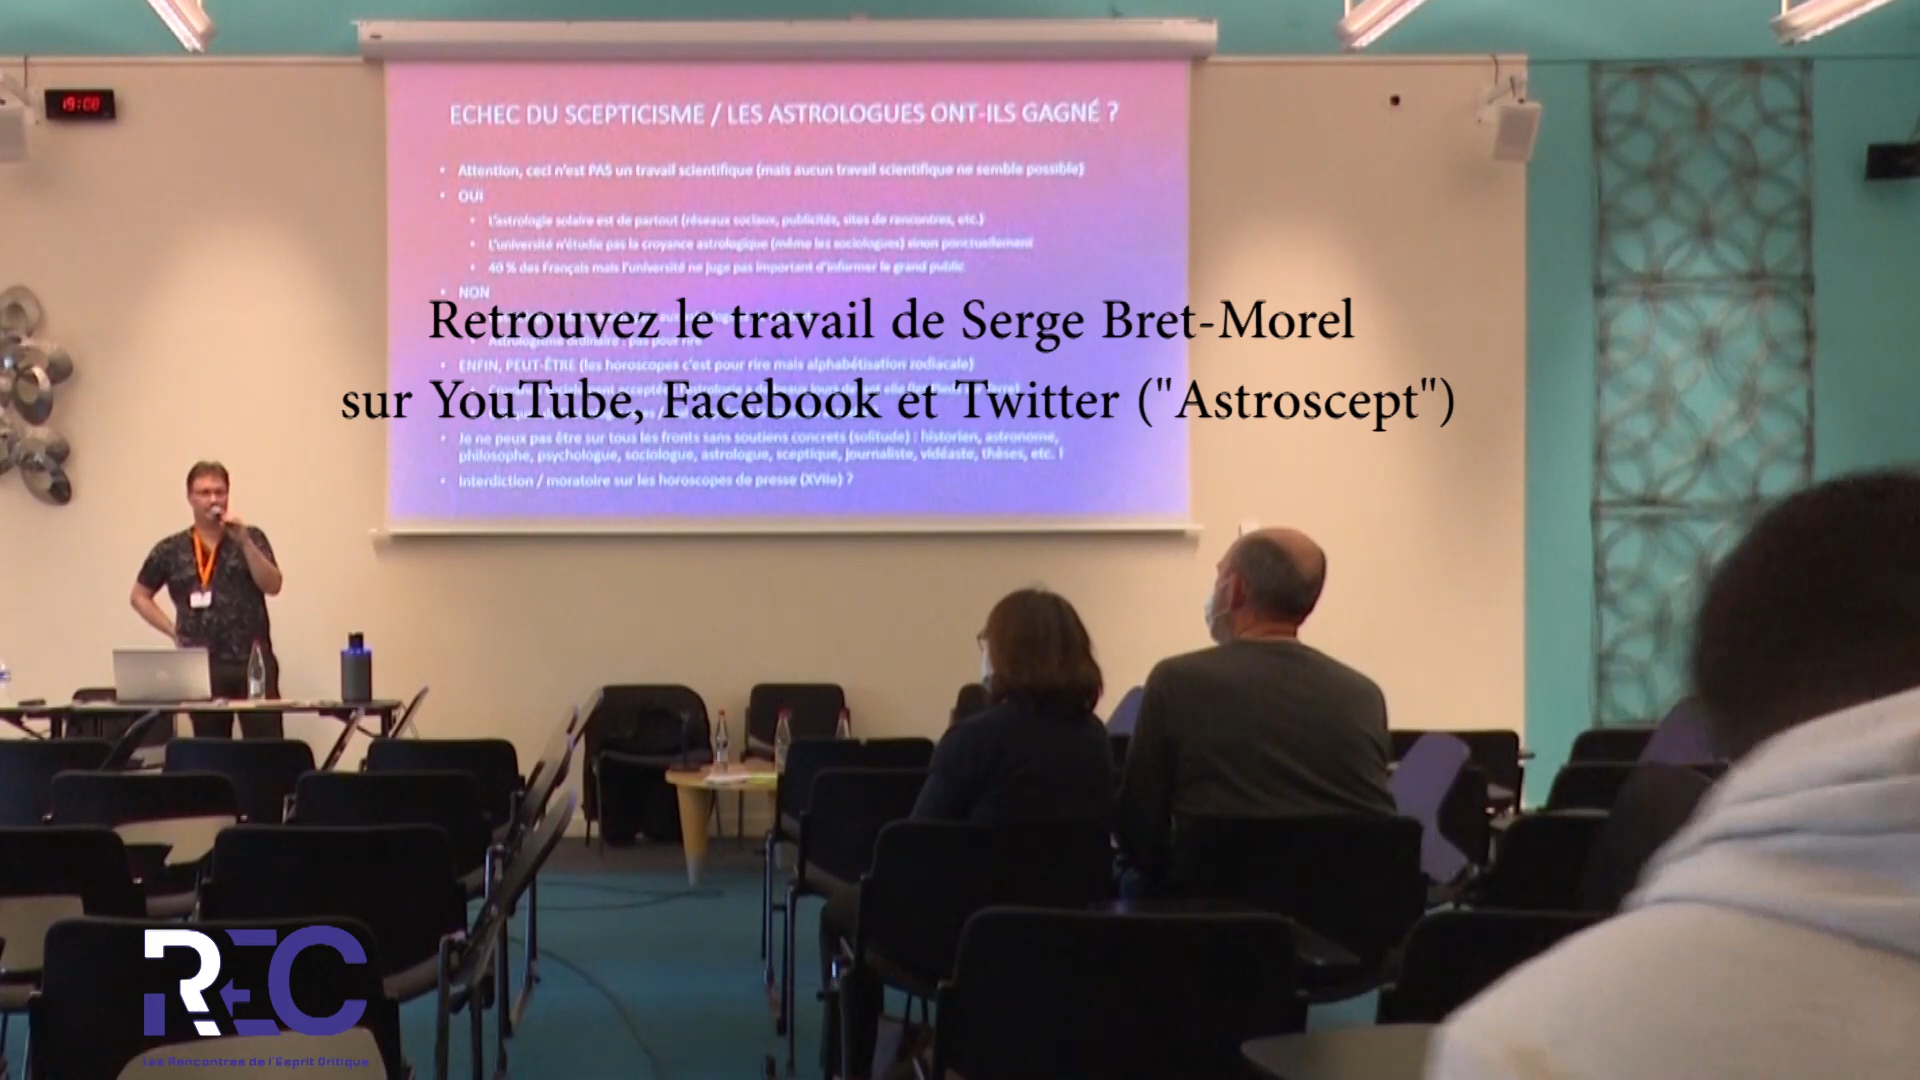 19:00
ECHEC DU SCEPTICISME / LES ASTROLOGUES ONT-ILS GAGNÉ ?
• Attention, ceci n'est PAS un travail scientifique (mais aucun travail scientifique ne semble possible)
• OUI
• L'astrologie solaire est de partout (réseaux sociaux, publicités, sites de rencontres, etc.)
• L'université n'étudie pas la croyance astrologique (même les sociologues) sinon ponctuellement
• 40 % des Français mais l'université ne juge pas important d'informer le grand public
• NON
Retrouvez le travail de Serge Bret-Morel
• Astrologisme ordinaire : pas pour rire
• ENFIN, PEUT-ÊTRE (les horoscopes c'est pour rire mais alphabétisation zodiacale)
sur YouTube, Facebook et Twitter ("Astroscept")
• Je ne peux pas être sur tous les fronts sans soutiens concrets (solitude) : historien, astronome,
philosophe, psychologue, sociologue, astrologue, sceptique, journaliste, vidéaste, thèses, etc. !
• Interdiction / moratoire sur les horoscopes de presse (XVIIe) ?
REC
Les Rencontres de l'Esprit Critique